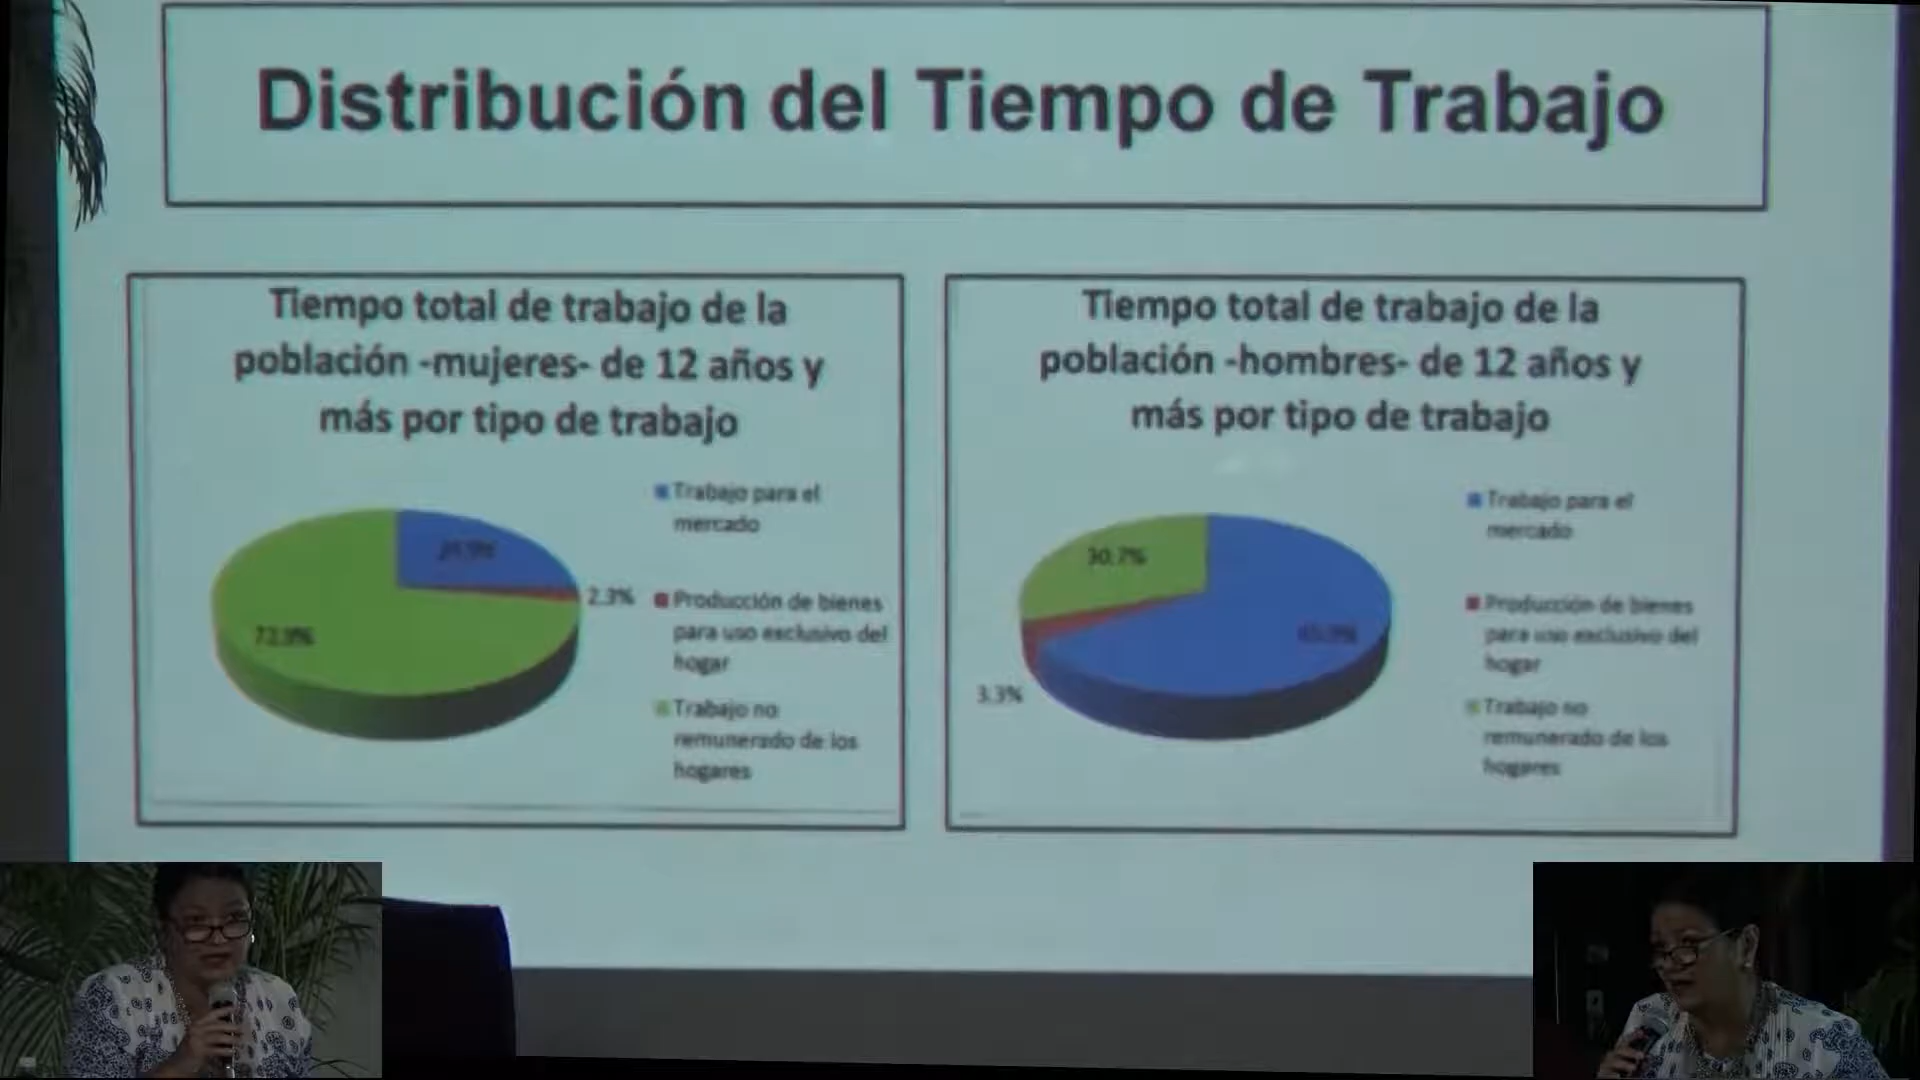 Distribución del Tiempo de Trabajo
Tiempo total de trabajo de la
población -mujeres- de 12 años y
más por tipo de trabajo
Trabajo para el
mercado
2.3%
Producción de bienes
para uso exclusivo del
hogar
72.9%
Trabajo no
remunerado de los
hogares
Tiempo total de trabajo de la
población -hombres- de 12 años y
más por tipo de trabajo
Trabajo para el
mercado
30.7%
Producción de bienes
para uso exclusivo del
hogar
3.3%
Trabajo no
remunerado de los
hogares